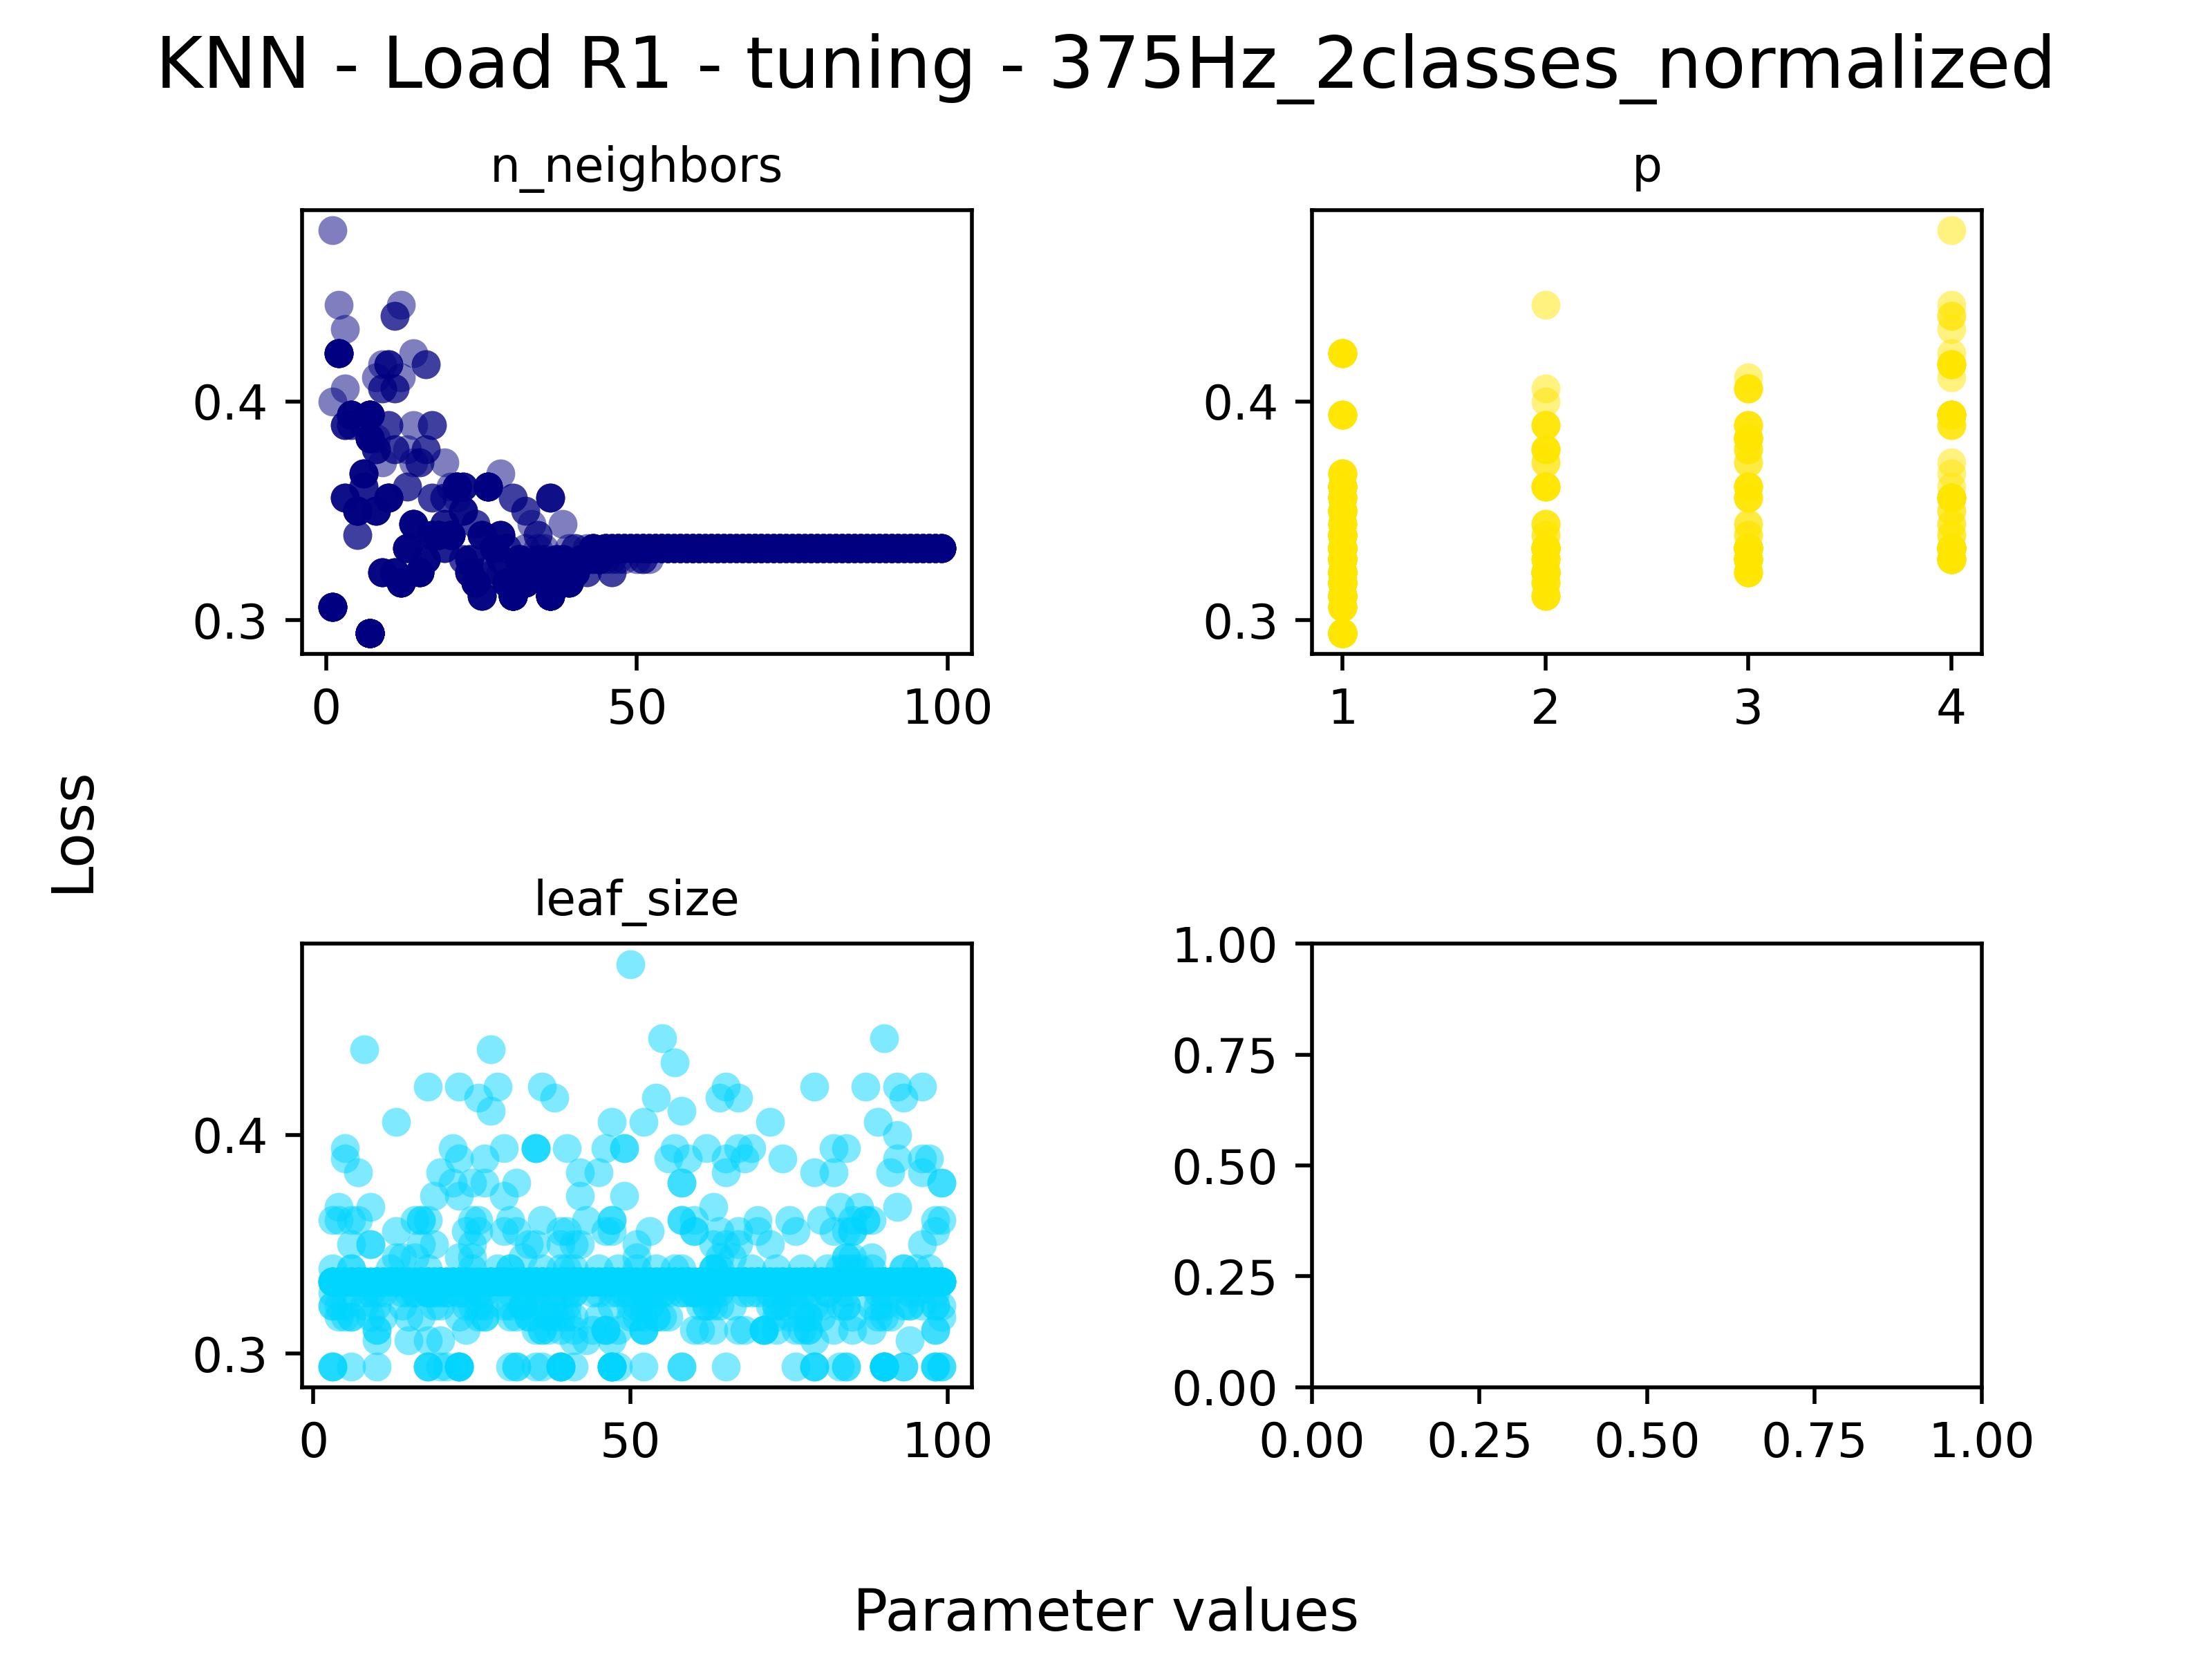 KNN - Load R1 - tuning - 375Hz_2classes_normalized
n_neighbors
0.4
0.3
0 50 100
p
0.4
0.3
1 2 3 4
Loss
leaf_size
0.4
0.3
0 50 100
1.00
0.75
0.50
0.25
0.00
0.00 0.25 0.50 0.75 1.00
Parameter values